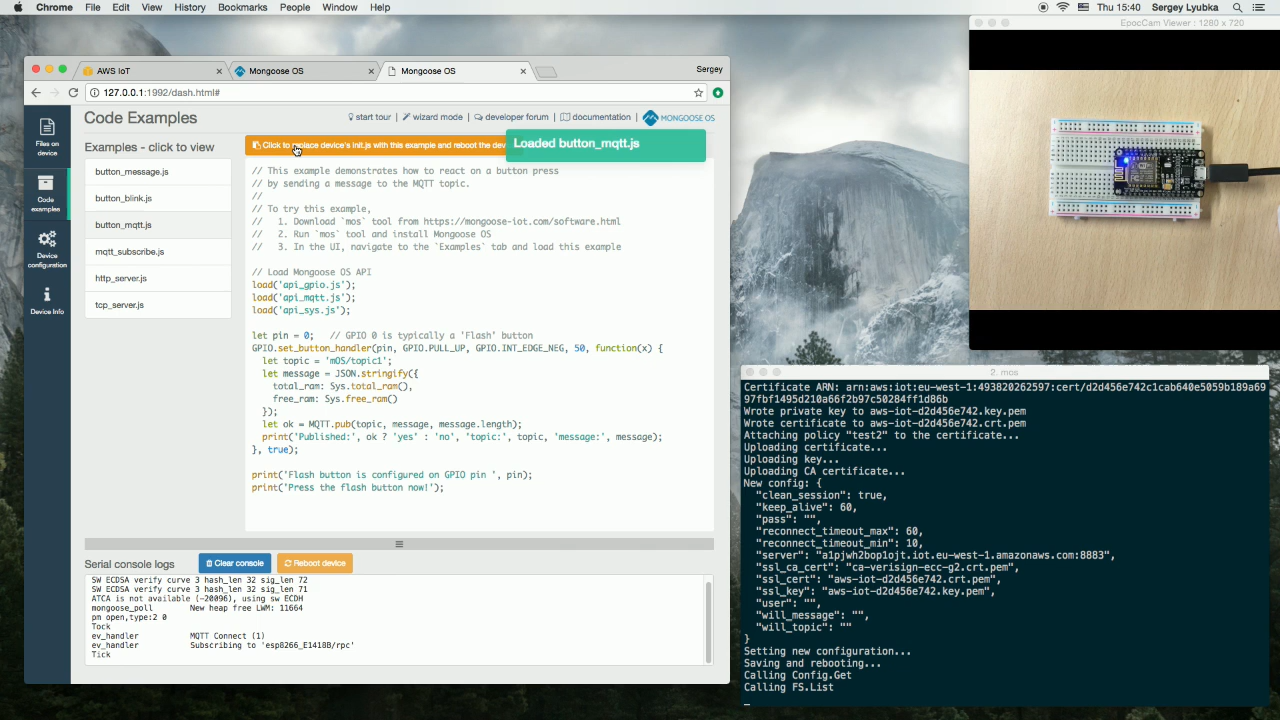 Chrome File Edit View History Bookmarks People Window Help
Thu 15:40 Sergey Lyubka
EpocCam Viewer : 1280 x 720
AWS IoT
Mongoose OS
Mongoose OS
Sergey
127.0.0.1:1992/dash.html#
Code Examples
start tour | wizard mode | developer forum | documentation | MONGOOSE OS
Files on
device
Code
examples
Device
configuration
Device Info
Examples - click to view
button_message.js
button_blink.js
button_mqtt.js
mqtt_subscribe.js
http_server.js
tcp_server.js
Click to replace device's init.js with this example and reboot the dev
Loaded button_mqtt.js
// This example demonstrates how to react on a button press
// by sending a message to the MQTT topic.
//
// To try this example,
//   1. Download `mos` tool from https://mongoose-iot.com/software.html
//   2. Run `mos` tool and install Mongoose OS
//   3. In the UI, navigate to the `Examples` tab and load this example
// Load Mongoose OS API
load('api_gpio.js');
load('api_mqtt.js');
load('api_sys.js');
let pin = 0;   // GPIO 0 is typically a 'Flash' button
GPIO.set_button_handler(pin, GPIO.PULL_UP, GPIO.INT_EDGE_NEG, 50, function(x) {
  let topic = 'mOS/topic1';
  let message = JSON.stringify({
    total_ram: Sys.total_ram(),
    free_ram: Sys.free_ram()
  });
  let ok = MQTT.pub(topic, message, message.length);
  print('Published:', ok ? 'yes' : 'no', 'topic:', topic, 'message:', message);
}, true);
print('Flash button is configured on GPIO pin ', pin);
print('Press the flash button now!');
Serial console logs
Clear console
Reboot device
SW ECDSA verify curve 3 hash_len 32 sig_len 72
SW ECDSA verify curve 3 hash_len 32 sig_len 71
ATCA is not available (~20096), using sw ECDH
mongoose_poll New heap free LWM: 11664
pm open,type:2 0
Tock
ev_handler MQTT Connect (1)
ev_handler Subscribing to 'esp8266_E1418B/rpc'
Tick
2. mos
Certificate ARN: arn:aws:iot:eu-west-1:493820262597:cert/d2d456e742c1cab640e5059b189a69
97fbf1495d210a66f2b97c50284ff1d86b
Wrote private key to aws-iot-d2d456e742.key.pem
Wrote certificate to aws-iot-d2d456e742.crt.pem
Attaching policy "test2" to the certificate...
Uploading certificate...
Uploading key...
Uploading CA certificate...
New config: {
  "clean_session": true,
  "keep_alive": 60,
  "pass": "",
  "reconnect_timeout_max": 60,
  "reconnect_timeout_min": 10,
  "server": "a1pjwh2bop1ojt.iot.eu-west-1.amazonaws.com:8883",
  "ssl_ca_cert": "ca-verisign-ecc-g2.crt.pem",
  "ssl_cert": "aws-iot-d2d456e742.crt.pem",
  "ssl_key": "aws-iot-d2d456e742.key.pem",
  "user": "",
  "will_message": "",
  "will_topic": ""
}
Setting new configuration...
Saving and rebooting...
Calling Config.Get
Calling FS.List